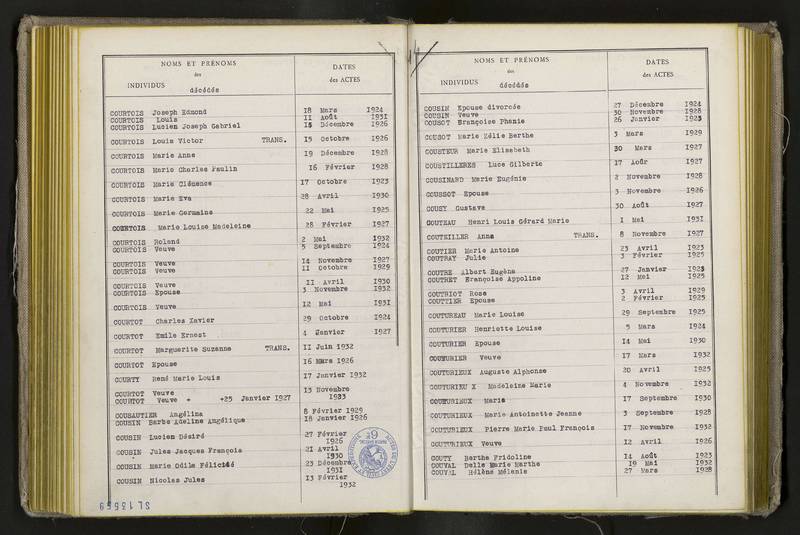 NOMS ET PRÉNOMS
des
INDIVIDUS décédés
DATES
des ACTES
COURTOIS Joseph Edmond 18 Mars 1924
COURTOIS Louis 11 Août 1931
COURTOIS Lucien Joseph Gabriel 15 Décembre 1926
COURTOIS Louis Victor TRANS. 15 Octobre 1926
COURTOIS Marie Anne 19 Décembre 1928
COURTOIS Marie Charles Paulin 16 Février 1928
COURTOIS Marie Clémence 17 Octobre 1923
COURTOIS Marie Eva 28 Avril 1930
COURTOIS Marie Germaine 22 Mai 1925
COURTOIS Marie Louise Madeleine 28 Février 1927
COURTOIS Roland 2 Mai 1932
COURTOIS Veuve 5 Septembre 1924
COURTOIS Veuve 14 Novembre 1927
COURTOIS Veuve 11 Octobre 1929
COURTOIS Veuve 11 Avril 1930
COURTOIS Epouse 3 Novembre 1932
COURTOIS Veuve 12 Mai 1931
COURTOT Charles Xavier 29 Octobre 1924
COURTOT Emile Ernest 4 Janvier 1927
COURTOT Marguerite Suzanne TRANS. 11 Juin 1932
COURTOT Epouse 16 Mars 1926
COURTY René Marie Louis 17 Janvier 1932
COURTOT Veuve 13 Novembre
COURTOT Veuve + +25 Janvier 1927 1923
COUSAUTIER Angélina 8 Février 1929
COUSIN Barbe Adeline Angélique 18 Janvier 1926
COUSIN Lucien Désiré 27 Février
1926
COUSIN Jules Jacques François 21 Avril
1930
COUSIN Marie Odile Félicité 23 Décembre
1931
COUSIN Nicolas Jules 13 Février
1932
SL 13559
NOMS ET PRÉNOMS
des
INDIVIDUS décédés
DATES
des ACTES
COUSIN Epouse divorcée 27 Décembre 1924
COUSIN Veuve 30 Novembre 1928
COUSOT Françoise Phanie 26 Janvier 1923
COUSOT Marie Zélie Berthe 3 Mars 1929
COUSTEUR Marie Elisabeth 30 Mars 1927
COUSTILLERES Luce Gilberte 17 Août 1927
COUSINARD Marie Eugénie 2 Novembre 1928
COUSSOT Epouse 3 Novembre 1926
COUSY Gustave 30 Août 1927
COUTEAU Henri Louis Gérard Marie 1 Mai 1931
COUTEILLER Anna TRANS. 8 Novembre 1927
COUTIER Marie Antoine 23 Avril 1923
COUTRAY Julie 3 Février 1925
COUTRE Albert Eugène 27 Janvier 1923
COUTRET Françoise Appoline 12 Mai 1925
COUTRIOT Rose 3 Avril 1929
COUTTIER Epouse 2 Février 1925
COUTUREAU Marie Louise 29 Septembre 1925
COUTURIER Henriette Louise 5 Mars 1924
COUTURIER Epouse 14 Mai 1930
COUTURIER Veuve 17 Mars 1932
COUTURIEUX Auguste Alphonse 20 Avril 1925
COUTURIEU X Madeleine Marie 4 Novembre 1932
COUTURIEUX Marie 17 Septembre 1930
COUTURIEUX Marie Antoinette Jeanne 3 Septembre 1928
COUTURIEUX Pierre Marie Paul François 17 Novembre 1932
COUTURIEUX Veuve 12 Avril 1926
COUTY Berthe Fridoline 14 Août 1923
COUVAL Delle Marie Marthe 19 Mai 1932
COUVAL Hélène Mélanie 27 Mars 1928